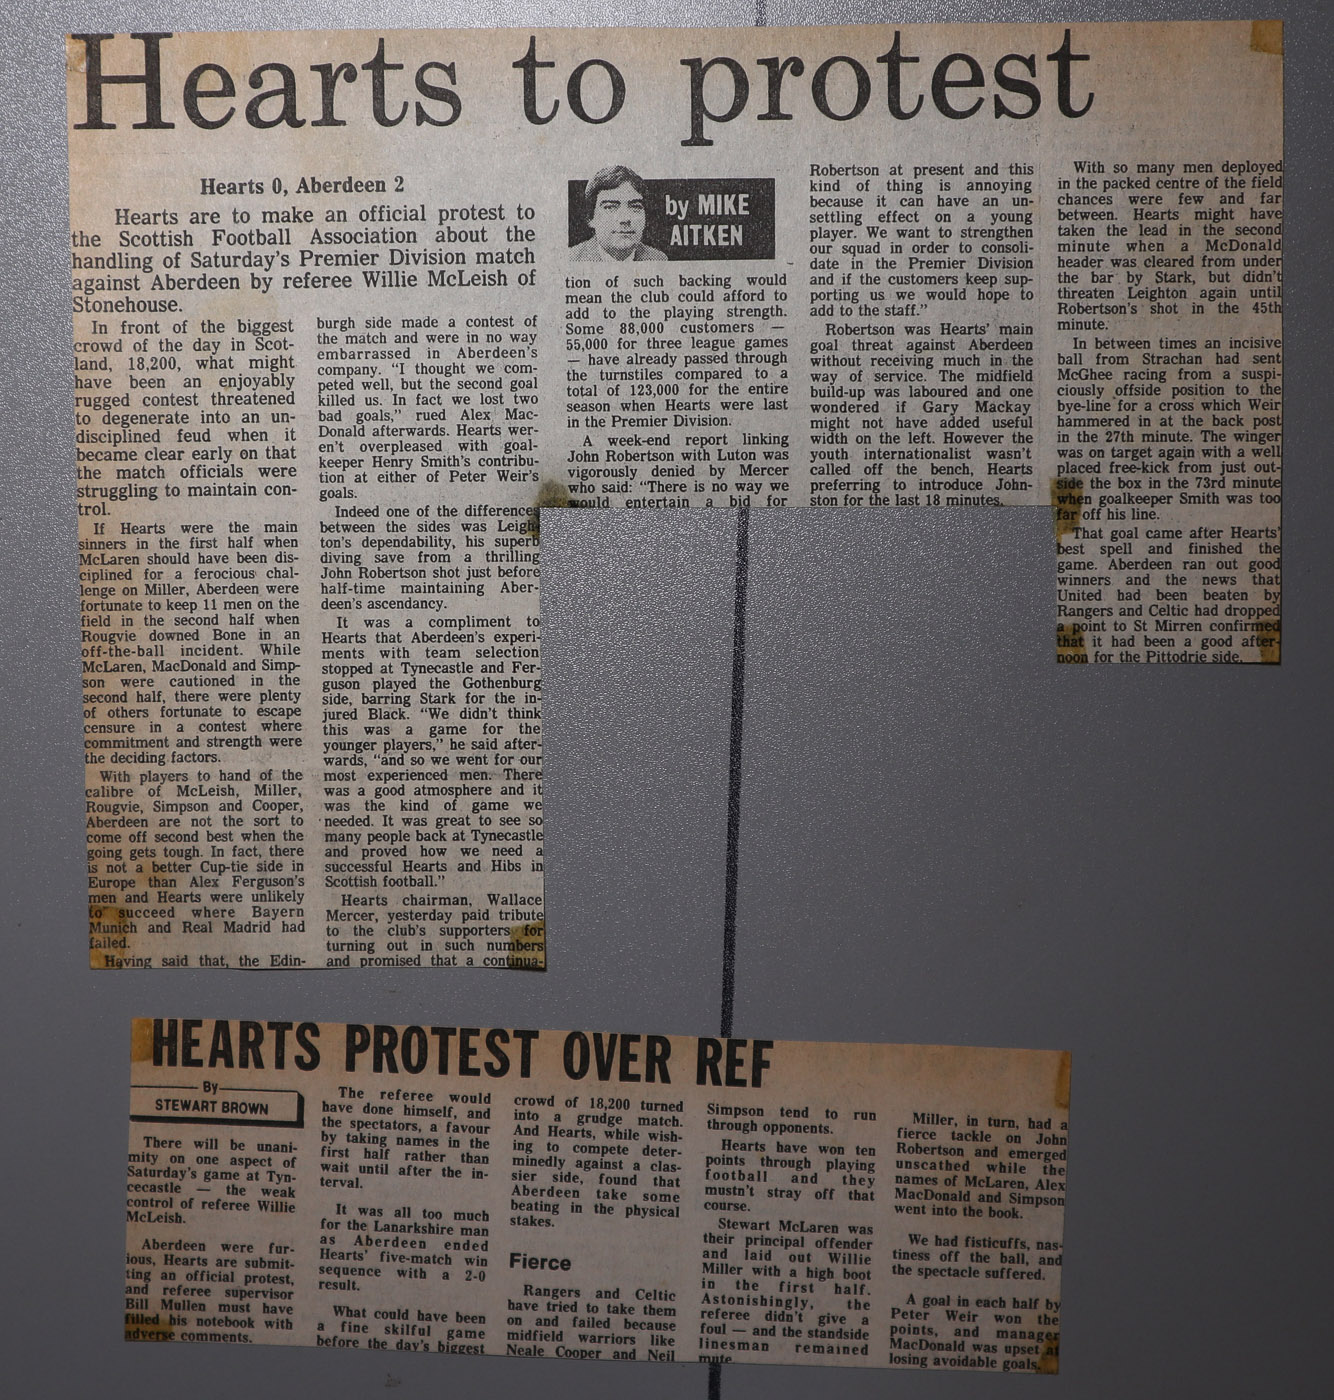 Hearts to protest
Hearts 0, Aberdeen 2
Hearts are to make an official protest to
the Scottish Football Association about the
handling of Saturday's Premier Division match
against Aberdeen by referee Willie McLeish of
Stonehouse.
In front of the biggest
crowd of the day in Scot-
land, 18,200, what might
have been an enjoyably
rugged contest threatened
to degenerate into an un-
disciplined feud when it
became clear early on that
the match officials were
struggling to maintain con-
trol.
If Hearts were the main
sinners in the first half when
McLaren should have been dis-
ciplined for a ferocious chal-
lenge on Miller, Aberdeen were
fortunate to keep 11 men on the
field in the second half when
Rougvie downed Bone in an
off-the-ball incident. While
McLaren, MacDonald and Simp-
son were cautioned in the
second half, there were plenty
of others fortunate to escape
censure in a contest where
commitment and strength were
the deciding factors.
With players to hand of the
calibre of McLeish, Miller,
Rougvie, Simpson and Cooper,
Aberdeen are not the sort to
come off second best when the
going gets tough. In fact, there
is not a better Cup-tie side in
Europe than Alex Ferguson's
men and Hearts were unlikely
to succeed where Bayern
Munich and Real Madrid had
failed.
Having said that, the Edin-
burgh side made a contest of
the match and were in no way
embarrassed in Aberdeen's
company. "I thought we com-
peted well, but the second goal
killed us. In fact we lost two
bad goals," rued Alex Mac-
Donald afterwards. Hearts wer-
en't overpleased with goal-
keeper Henry Smith's contribu-
tion at either of Peter Weir's
goals.
Indeed one of the differences
between the sides was Leigh-
ton's dependability, his superb
diving save from a thrilling
John Robertson shot just before
half-time maintaining Aber-
deen's ascendancy.
It was a compliment to
Hearts that Aberdeen's experi-
ments with team selection
stopped at Tynecastle and Fer-
guson played the Gothenburg
side, barring Stark for the in-
jured Black. "We didn't think
this was a game for the
younger players," he said after-
wards, "and so we went for our
most experienced men. There
was a good atmosphere and it
was the kind of game we
needed. It was great to see so
many people back at Tynecastle
and proved how we need a
successful Hearts and Hibs in
Scottish football."
Hearts chairman, Wallace
Mercer, yesterday paid tribute
to the club's supporters for
turning out in such numbers
and promised that a continua-
by MIKE
AITKEN
tion of such backing would
mean the club could afford to
add to the playing strength.
Some 88,000 customers —
55,000 for three league games
— have already passed through
the turnstiles compared to a
total of 123,000 for the entire
season when Hearts were last
in the Premier Division.
A week-end report linking
John Robertson with Luton was
vigorously denied by Mercer
who said: "There is no way we
would entertain a bid for
Robertson at present and this
kind of thing is annoying
because it can have an un-
settling effect on a young
player. We want to strengthen
our squad in order to consoli-
date in the Premier Division
and if the customers keep sup-
porting us we would hope to
add to the staff."
Robertson was Hearts' main
goal threat against Aberdeen
without receiving much in the
way of service. The midfield
build-up was laboured and one
wondered if Gary Mackay
might not have added useful
width on the left. However the
youth internationalist wasn't
called off the bench, Hearts
preferring to introduce John-
ston for the last 18 minutes.
With so many men deployed
in the packed centre of the field
chances were few and far
between. Hearts might have
taken the lead in the second
minute when a McDonald
header was cleared from under
the bar by Stark, but didn't
threaten Leighton again until
Robertson's shot in the 45th
minute.
In between times an incisive
ball from Strachan had sent
McGhee racing from a suspi-
ciously offside position to the
bye-line for a cross which Weir
hammered in at the back post
in the 27th minute. The winger
was on target again with a well
placed free-kick from just out-
side the box in the 73rd minute
when goalkeeper Smith was too
far off his line.
That goal came after Hearts'
best spell and finished the
game. Aberdeen ran out good
winners and the news that
United had been beaten by
Rangers and Celtic had dropped
a point to St Mirren confirmed
that it had been a good after-
noon for the Pittodrie side.
HEARTS PROTEST OVER REF
By
STEWART BROWN
There will be unani-
mity on one aspect of
Saturday's game at Tyn-
cecastle — the weak
control of referee Willie
McLeish.
Aberdeen were fur-
ious, Hearts are submit-
ting an official protest,
and referee supervisor
Bill Mullen must have
filled his notebook with
adverse comments.
The referee would
have done himself, and
the spectators, a favour
by taking names in the
first half rather than
wait until after the in-
terval.
It was all too much
for the Lanarkshire man
as Aberdeen ended
Hearts' five-match win
sequence with a 2-0
result.
What could have been
a fine skilful game
before the day's biggest
crowd of 18,200 turned
into a grudge match.
And Hearts, while wish-
ing to compete deter-
minedly against a clas-
sier side, found that
Aberdeen take some
beating in the physical
stakes.
Fierce
Rangers and Celtic
have tried to take them
on and failed because
midfield warriors like
Neale Cooper and Neil
Simpson tend to run
through opponents.
Hearts have won ten
points through playing
football and they
mustn't stray off that
course.
Stewart McLaren was
their principal offender
and laid out Willie
Miller with a high boot
in the first half.
Astonishingly, the
referee didn't give a
foul — and the standside
linesman remained
mute.
Miller, in turn, had a
fierce tackle on John
Robertson and emerged
unscathed while the
names of McLaren, Alex
MacDonald and Simpson
went into the book.
We had fisticuffs, nas-
tiness off the ball, and
the spectacle suffered.
A goal in each half by
Peter Weir won the
points, and manager
MacDonald was upset at
losing avoidable goals.